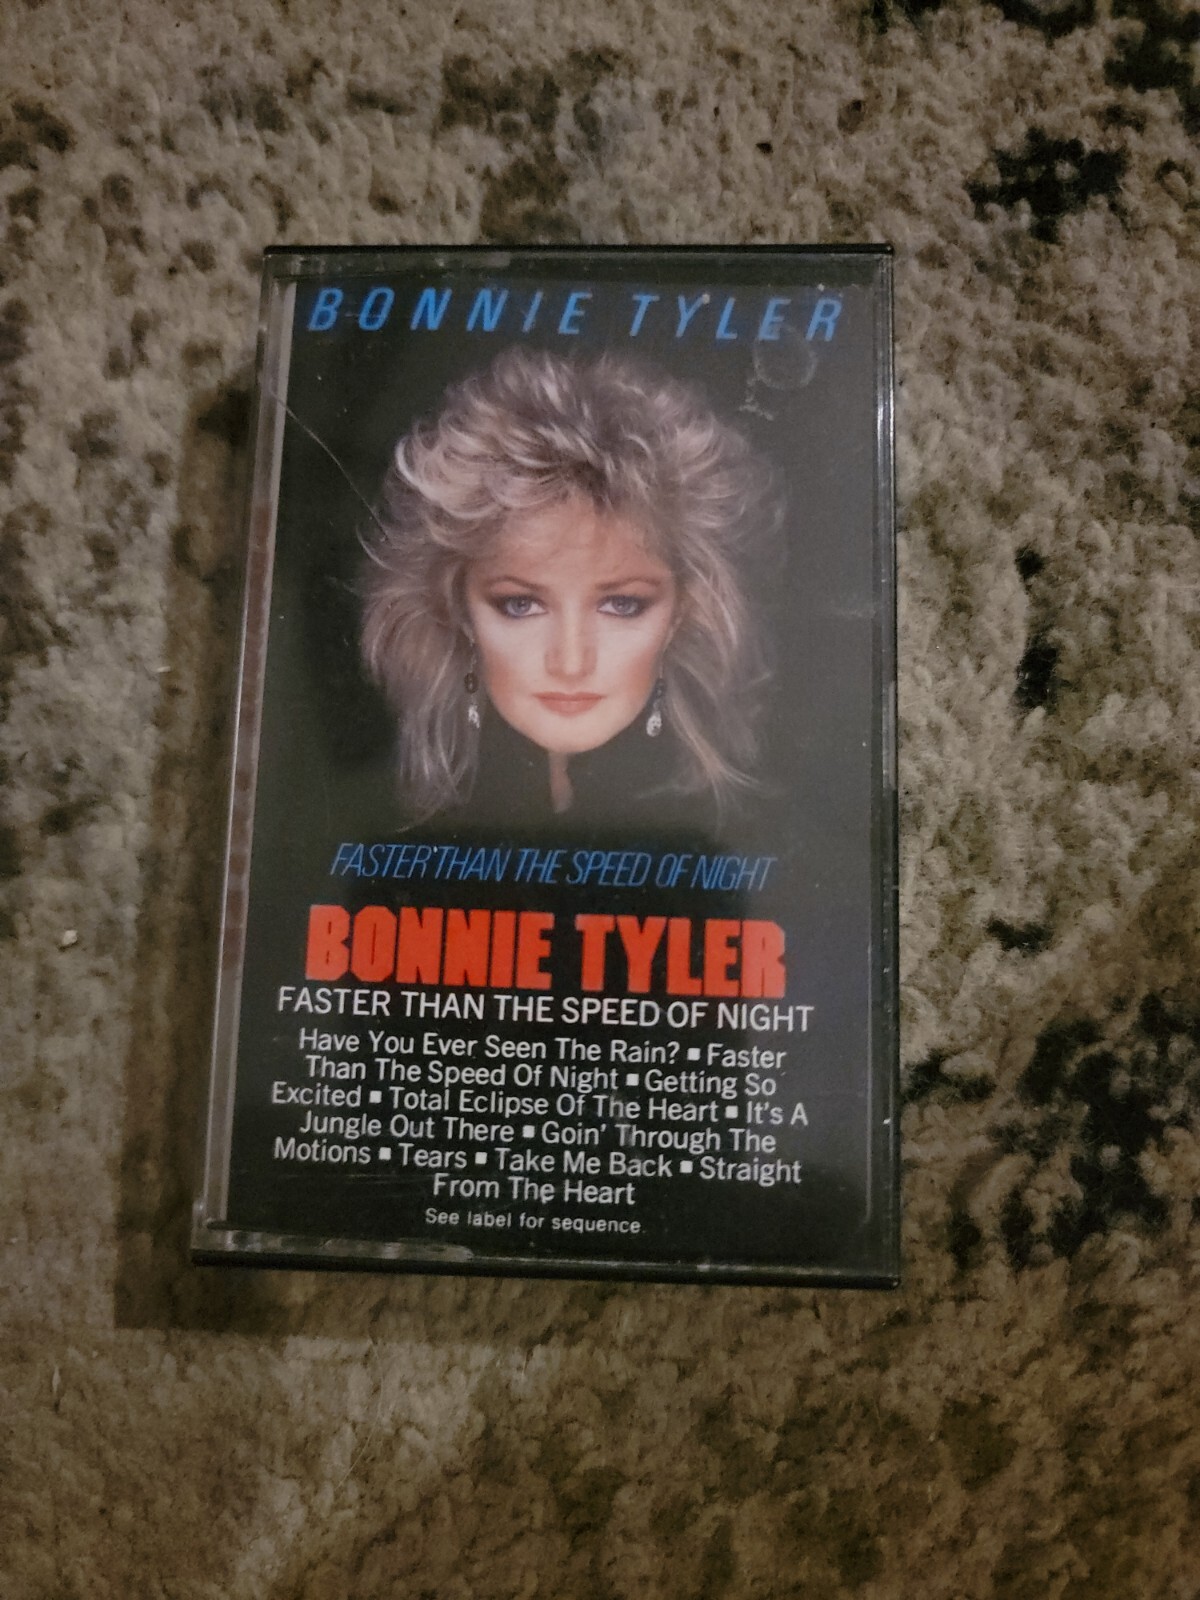 BONNIE TYLER
FASTER THAN THE SPEED OF NIGHT
BONNIE TYLER
FASTER THAN THE SPEED OF NIGHT
Have You Ever Seen The Rain? ▪ Faster
Than The Speed Of Night ▪ Getting So
Excited ▪ Total Eclipse Of The Heart ▪ It's A
Jungle Out There ▪ Goin' Through The
Motions ▪ Tears ▪ Take Me Back ▪ Straight
From The Heart
See label for sequence.